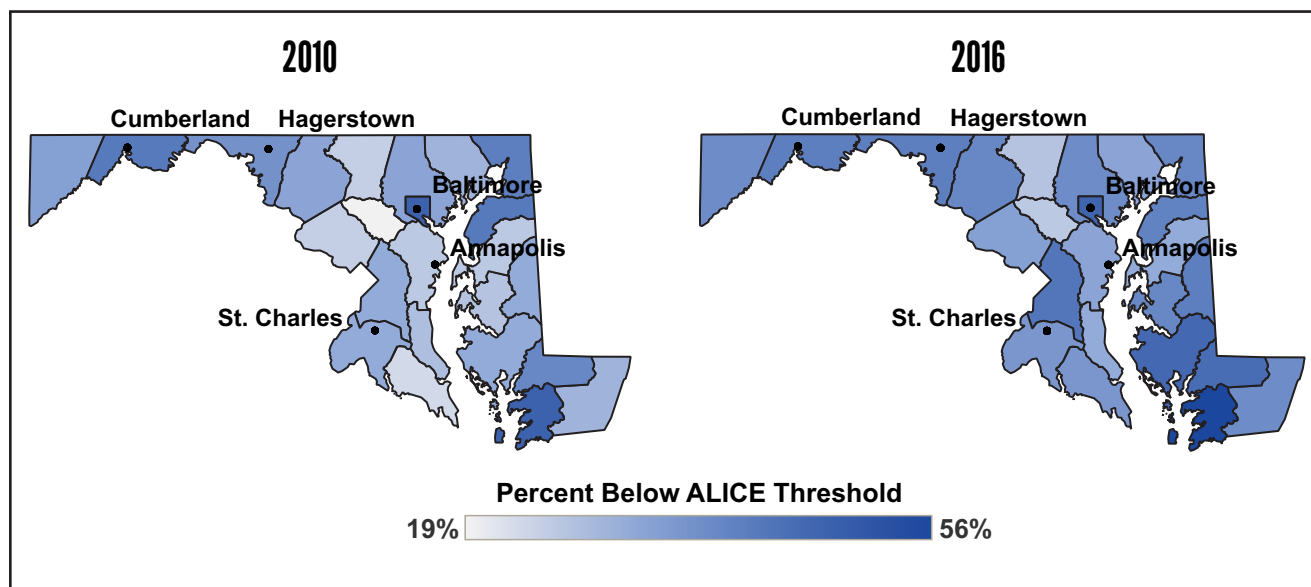 2010
Cumberland Hagerstown
Baltimore
Annapolis
St. Charles
2016
Cumberland Hagerstown
Baltimore
Annapolis
St. Charles
Percent Below ALICE Threshold
19% 56%